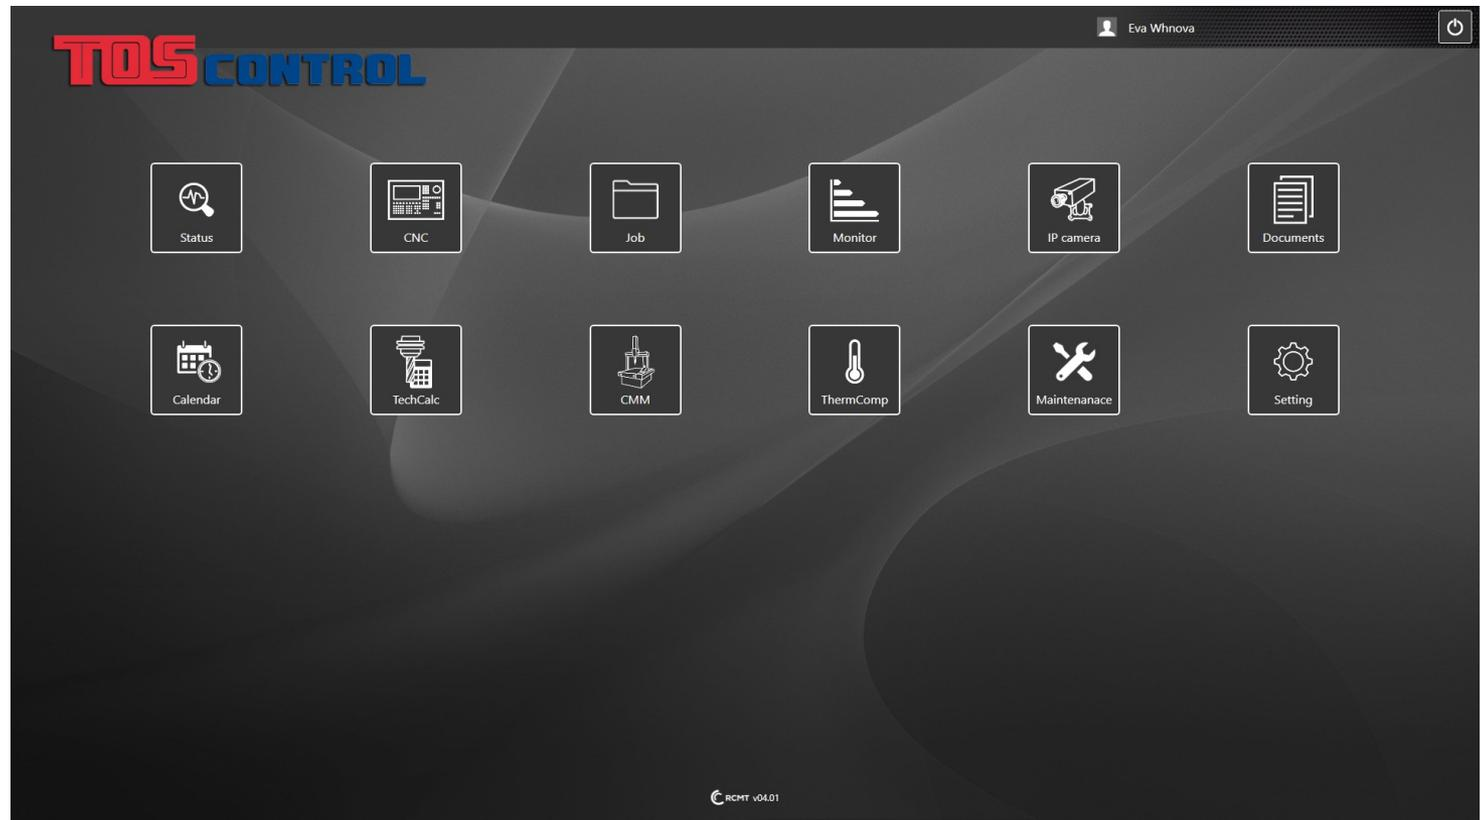 Eva Whnova
TOS CONTROL
Status
CNC
Job
Monitor
IP camera
Documents
Calendar
TechCalc
CMM
ThermComp
Maintenanace
Setting
RCMT v04.01